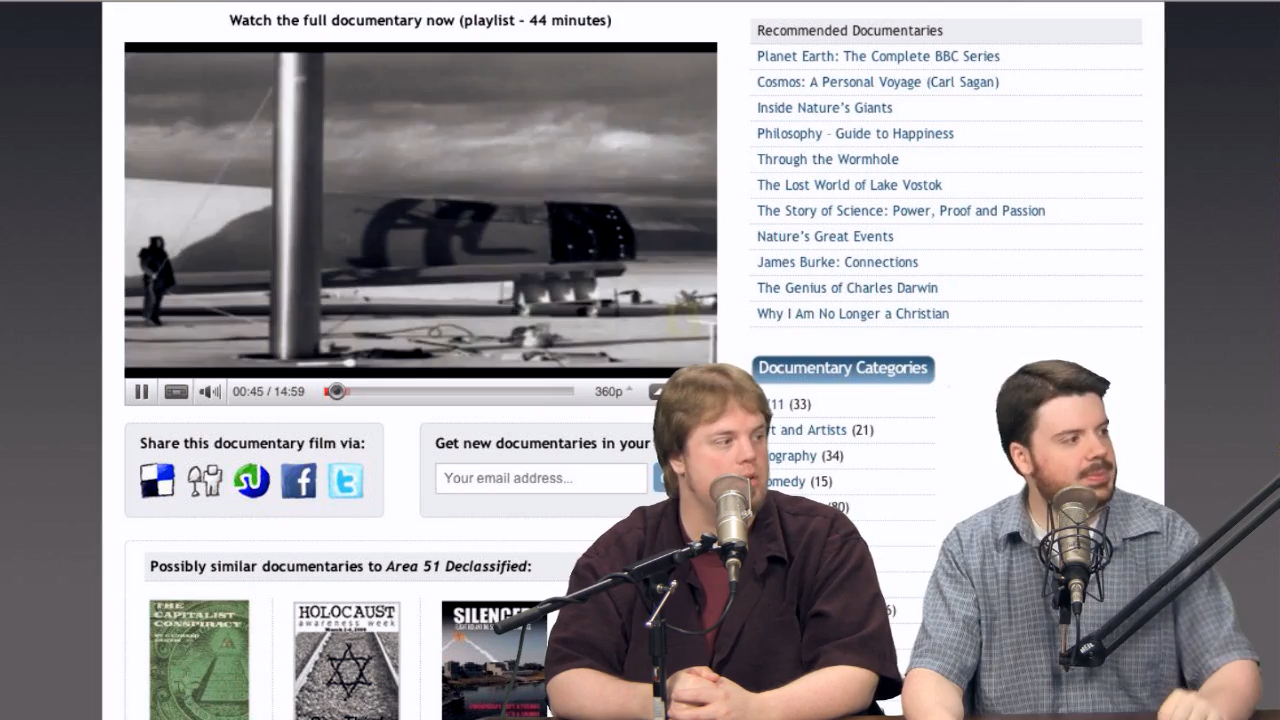 Watch the full documentary now (playlist - 44 minutes)
00:45 / 14:59
360p
Share this documentary film via:
Get new documentaries in your
Your email address...
Possibly similar documentaries to Area 51 Declassified:
THE
CAPITALIST
CONSPIRACY
HOLOCAUST
awareness week
Recommended Documentaries
Planet Earth: The Complete BBC Series
Cosmos: A Personal Voyage (Carl Sagan)
Inside Nature's Giants
Philosophy - Guide to Happiness
Through the Wormhole
The Lost World of Lake Vostok
The Story of Science: Power, Proof and Passion
Nature's Great Events
James Burke: Connections
The Genius of Charles Darwin
Why I Am No Longer a Christian
Documentary Categories
(33)
and Artists (21)
(34)
(15)